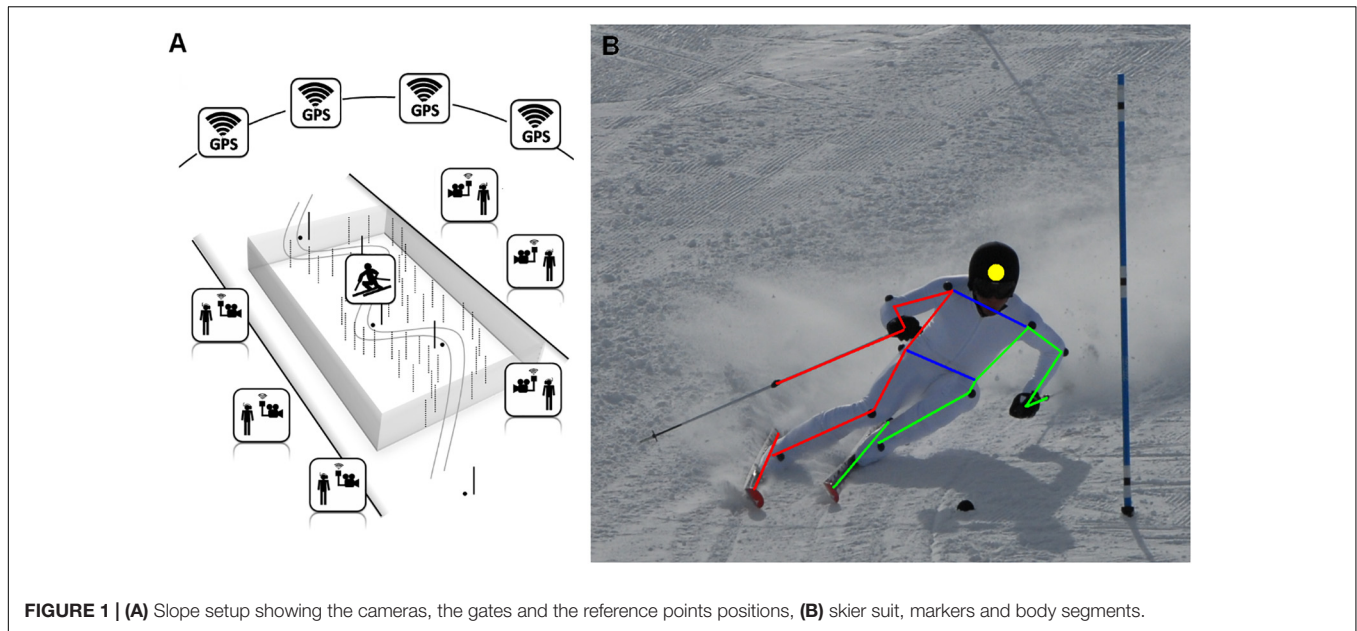 A
B
GPS
GPS
GPS
GPS
FIGURE 1 | (A) Slope setup showing the cameras, the gates and the reference points positions, (B) skier suit, markers and body segments.